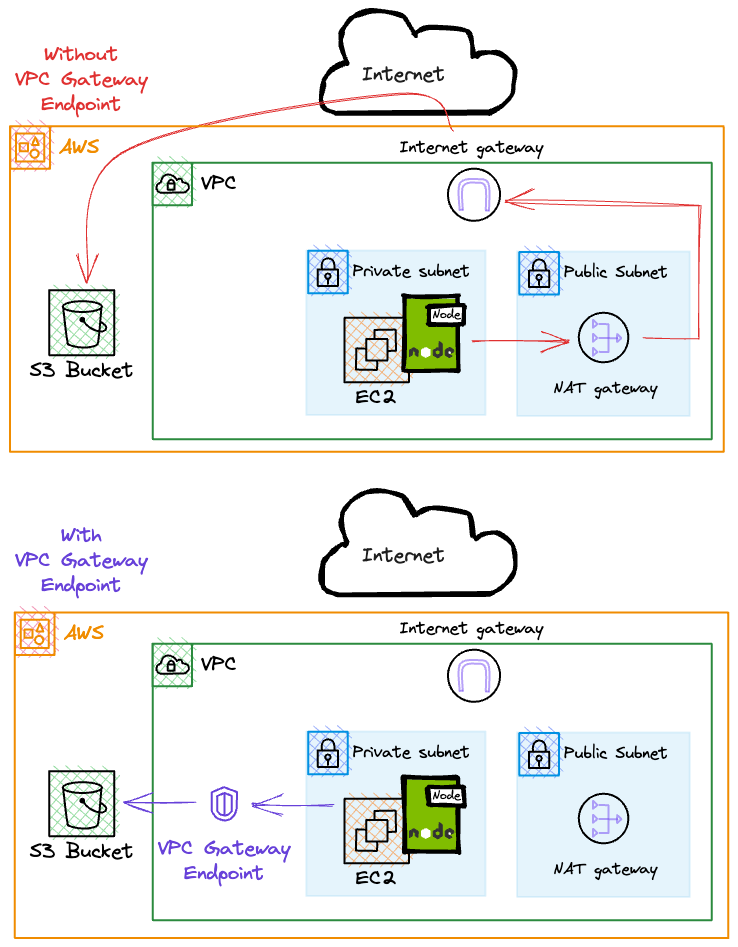 Without
VPC Gateway
Endpoint
Internet
AWS
Internet gateway
VPC
Private subnet
Public Subnet
Node
node
S3 Bucket
EC2
NAT gateway
With
VPC Gateway
Endpoint
Internet
AWS
Internet gateway
VPC
Private subnet
Public Subnet
Node
node
S3 Bucket
VPC Gateway
Endpoint
EC2
NAT gateway